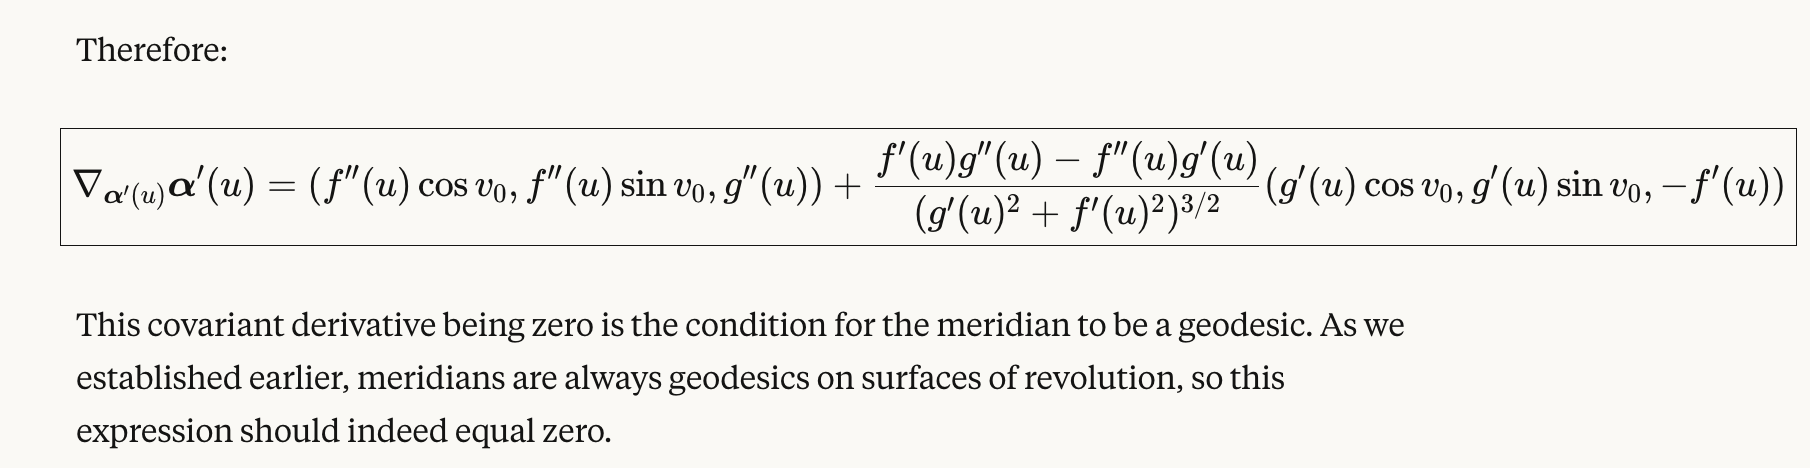 Therefore:
∇_{α′(u)}α′(u) = (f″(u) cos v₀, f″(u) sin v₀, g″(u)) + \frac{f′(u)g″(u) − f″(u)g′(u)}{(g′(u)² + f′(u)²)^{3/2}}(g′(u) cos v₀, g′(u) sin v₀, −f′(u))
This covariant derivative being zero is the condition for the meridian to be a geodesic. As we
established earlier, meridians are always geodesics on surfaces of revolution, so this
expression should indeed equal zero.